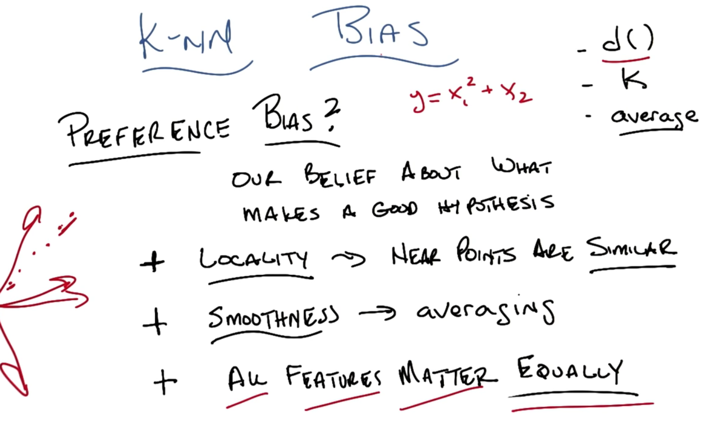 K-NN BIAS
- d()
- K
- average
y = x₁² + x₂
PREFERENCE BIAS?
OUR BELIEF ABOUT WHAT
MAKES A GOOD HYPOTHESIS
+ LOCALITY → NEAR POINTS ARE SIMILAR
+ SMOOTHNESS → averaging
+ ALL FEATURES MATTER EQUALLY